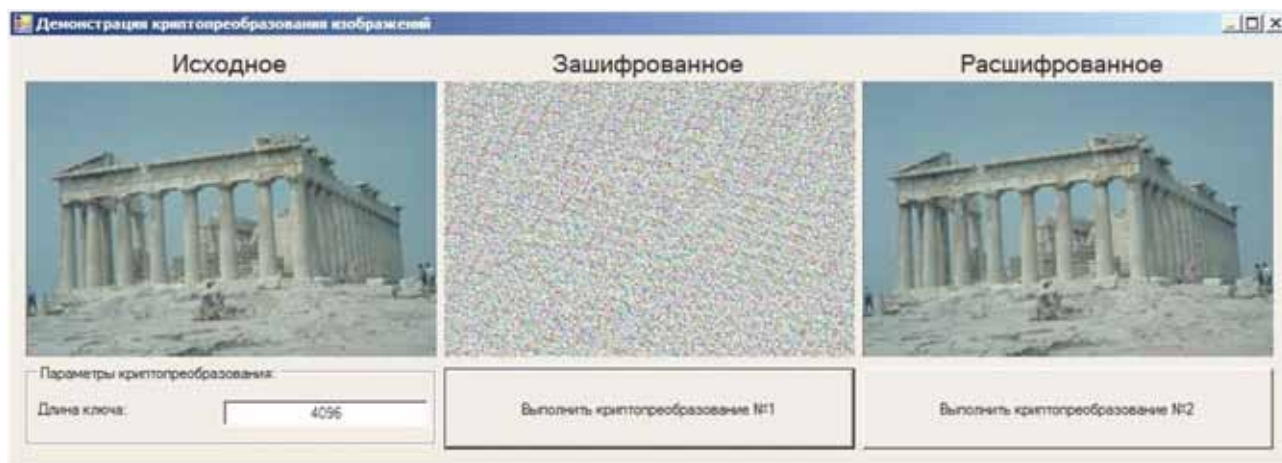 Демонстрация криптопреобразования изображений
Исходное
Зашифрованное
Расшифрованное
Параметры криптопреобразования:
Длина ключа:
4096
Выполнить криптопреобразование №1
Выполнить криптопреобразование №2